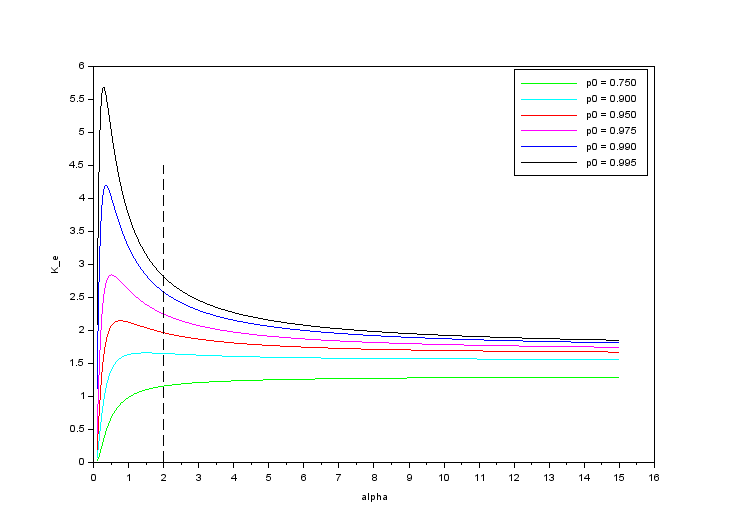 6
5.5
5
4.5
4
3.5
3
2.5
2
1.5
1
0.5
0
K_e
p0 = 0.750
p0 = 0.900
p0 = 0.950
p0 = 0.975
p0 = 0.990
p0 = 0.995
0 1 2 3 4 5 6 7 8 9 10 11 12 13 14 15 16
alpha